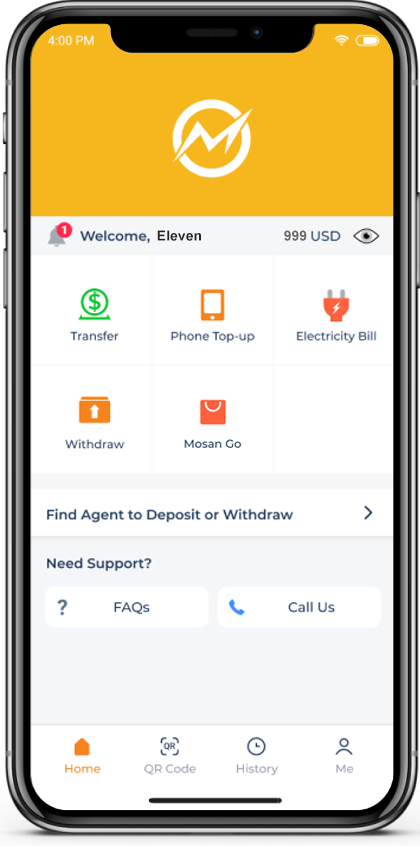 4:00 PM
1
Welcome, Eleven
999 USD
$
Transfer
Phone Top-up
Electricity Bill
Withdraw
Mosan Go
Find Agent to Deposit or Withdraw
Need Support?
? FAQs
Call Us
QR
Home
QR Code
History
Me